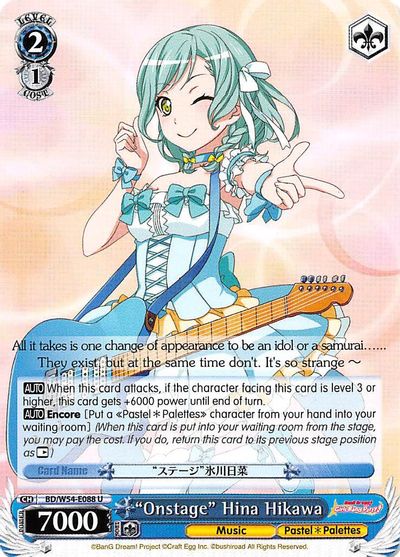 LEVEL
2
1
COST
All it takes is one change of appearance to be an idol or a samurai......
They exist, but at the same time don't. It's so strange ～
AUTO When this card attacks, if the character facing this card is level 3 or
higher, this card gets +6000 power until end of turn.
AUTO Encore [Put a «Pastel＊Palettes» character from your hand into your
waiting room] (When this card is put into your waiting room from the stage, you
may pay the cost. If you do, return this card to its previous stage position
as )
Card Name
“ステージ”氷川日菜
CH BD/W54-E088 U
POWER
7000
“Onstage” Hina Hikawa
Music
Pastel＊Palettes
©BanG Dream! Project ©Craft Egg Inc. ©bushiroad All Rights Reserved.